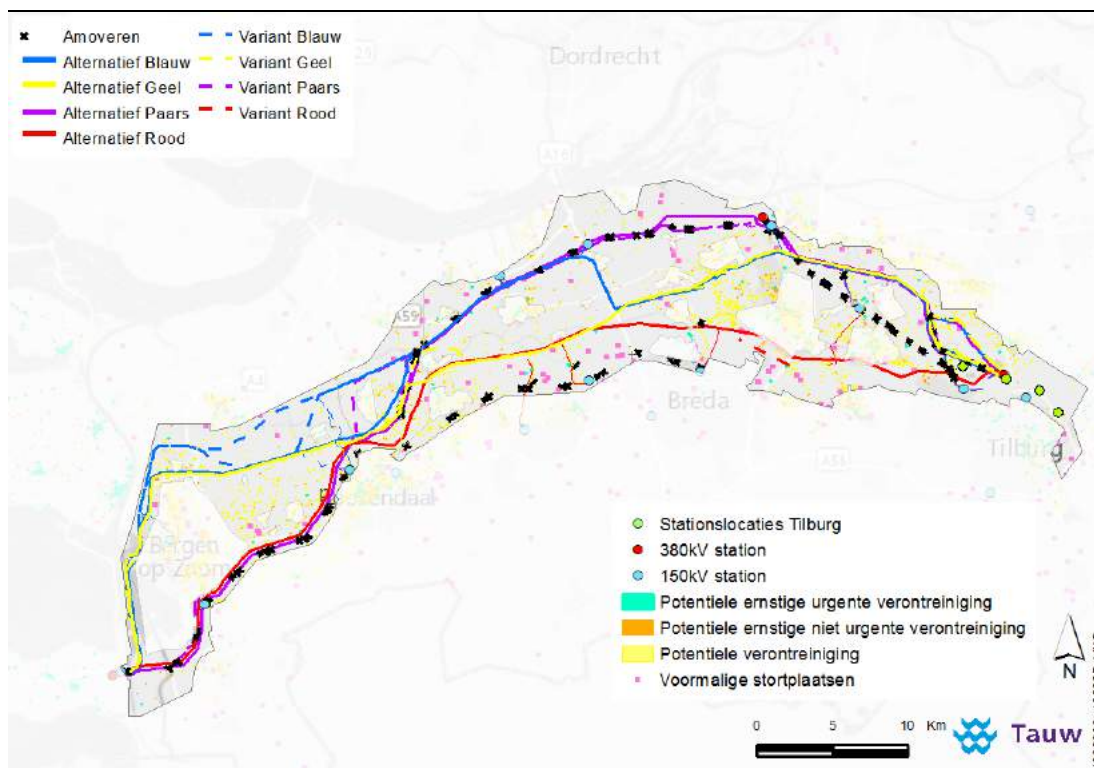 Amoveren
Alternatief Blauw
Alternatief Geel
Alternatief Paars
Alternatief Rood
Variant Blauw
Variant Geel
Variant Paars
Variant Rood
Dordrecht
A16
A59
Breda
Tilburg
Bergen
op Zoom
A58
Stationslocaties Tilburg
380kV station
150kV station
Potentiele ernstige urgente verontreiniging
Potentiele ernstige niet urgente verontreiniging
Potentiele verontreiniging
Voormalige stortplaatsen
N
0 5 10 Km
Tauw